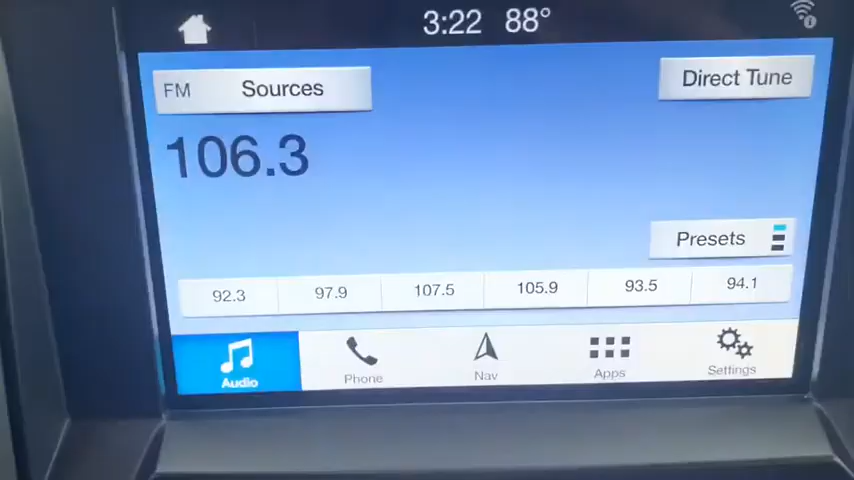 3:22 88°
FM Sources
Direct Tune
106.3
Presets
92.3 97.9 107.5 105.9 93.5 94.1
Audio Phone Nav Apps Settings